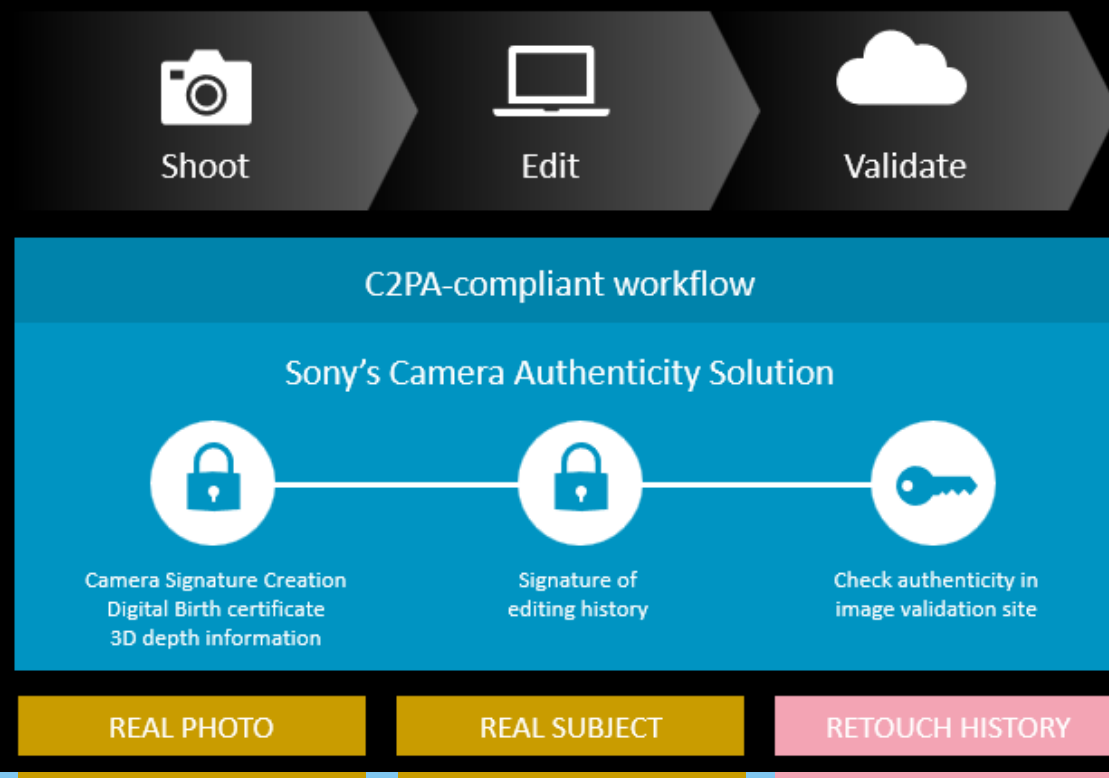 Shoot
Edit
Validate
C2PA-compliant workflow
Sony’s Camera Authenticity Solution
Camera Signature Creation
Digital Birth certificate
3D depth information
Signature of
editing history
Check authenticity in
image validation site
REAL PHOTO
REAL SUBJECT
RETOUCH HISTORY